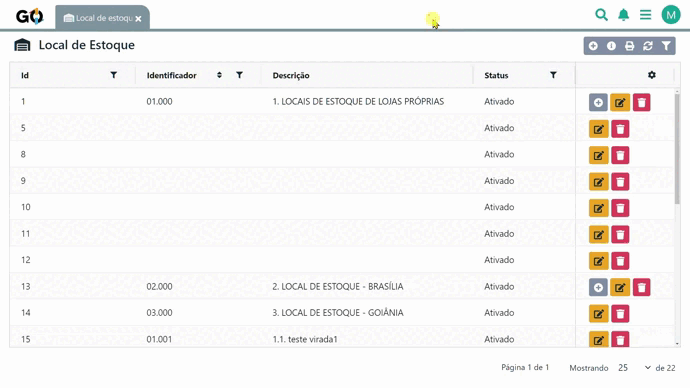 GO Local de estoqu × M
Local de Estoque
Id Identificador Descrição Status
1 01.000 1. LOCAIS DE ESTOQUE DE LOJAS PRÓPRIAS Ativado
5 Ativado
8 Ativado
9 Ativado
10 Ativado
11 Ativado
12 Ativado
13 02.000 2. LOCAL DE ESTOQUE - BRASÍLIA Ativado
14 03.000 3. LOCAL DE ESTOQUE - GOIÂNIA Ativado
15 01.001 1.1. teste virada1 Ativado
Página 1 de 1 Mostrando 25 de 22